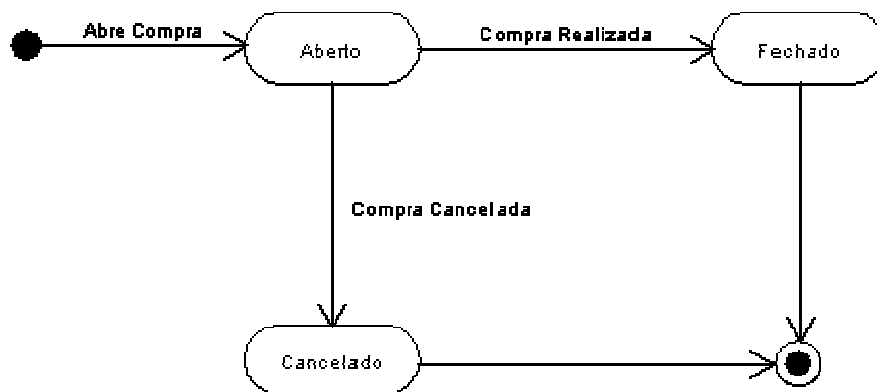 Abre Compra
Aberto
Compra Realizada
Fechado
Compra Cancelada
Cancelado